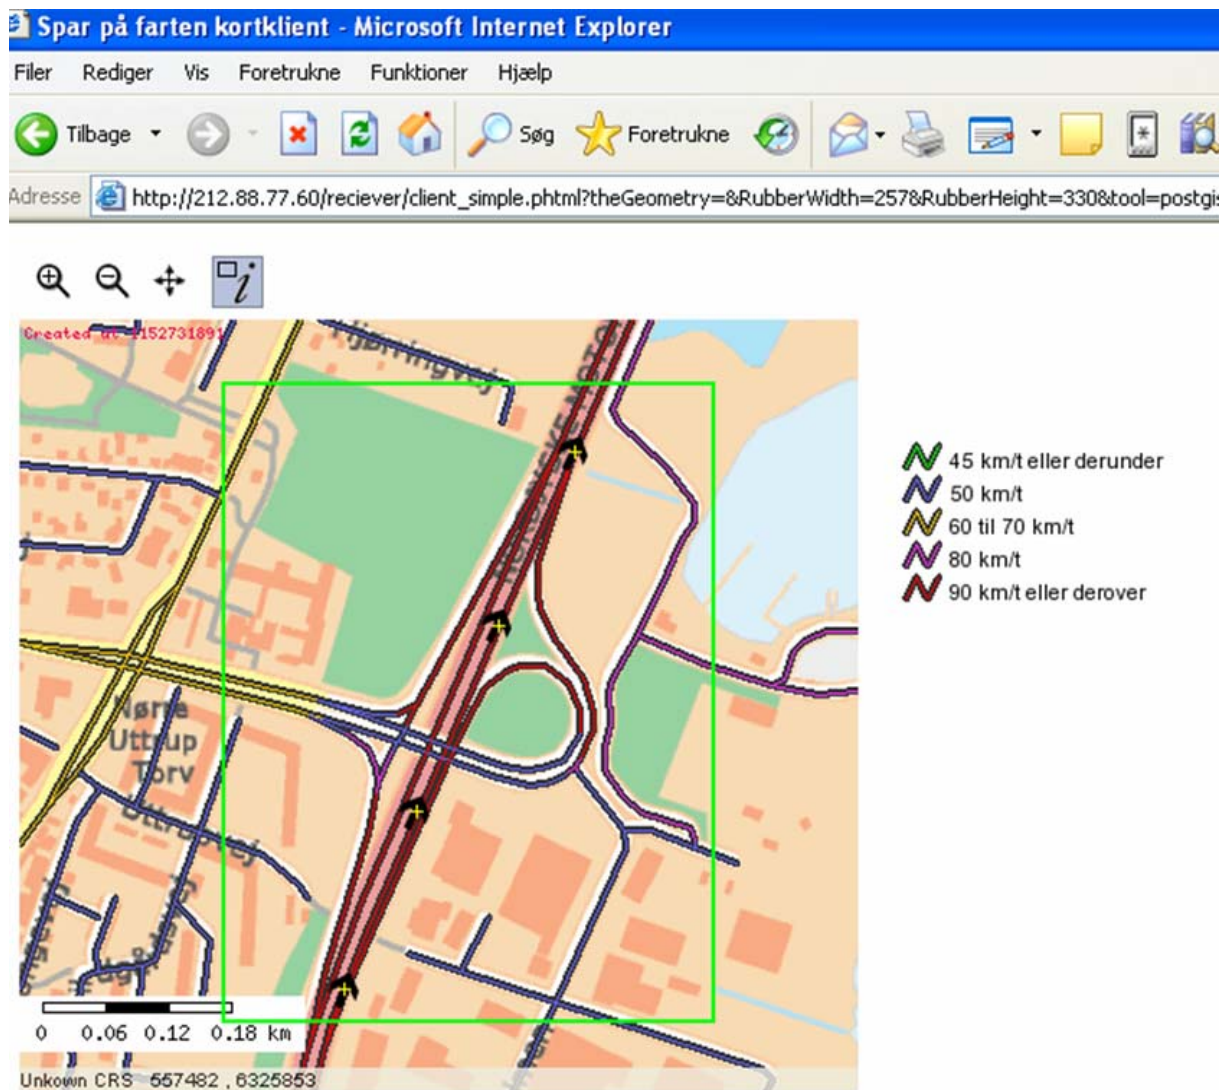 Spar på farten kortklient - Microsoft Internet Explorer
Filer Rediger Vis Foretrukne Funktioner Hjælp
Tilbage Søg Foretrukne
Adresse http://212.88.77.60/reciever/client_simple.phtml?theGeometry=&RubberWidth=257&RubberHeight=330&tool=postgis
Created at 1152731891
Hjørringvej
45 km/t eller derunder
50 km/t
60 til 70 km/t
80 km/t
90 km/t eller derover
Nørre
Uttrup
Torv
Uttrupvej
0 0.06 0.12 0.18 km
Unkown CRS 557482 , 6325853